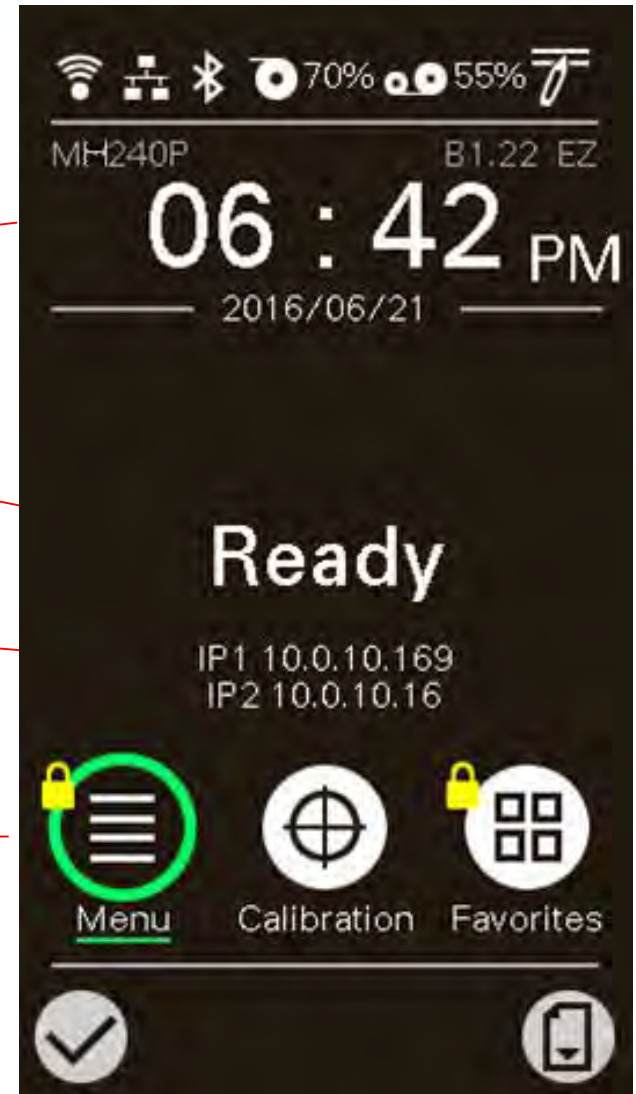 70% 55%
MH240P B1.22 EZ
06 : 42 PM
2016/06/21
Ready
IP1 10.0.10.169
IP2 10.0.10.16
Menu Calibration Favorites